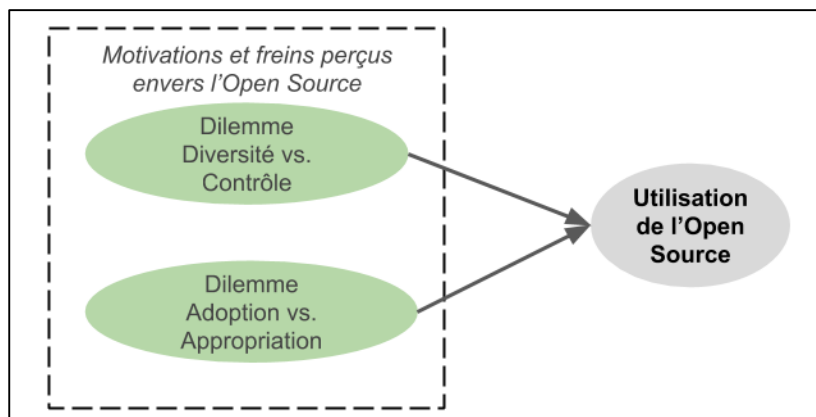 Motivations et freins perçus
envers l'Open Source
Dilemme
Diversité vs.
Contrôle
Utilisation
de l'Open
Source
Dilemme
Adoption vs.
Appropriation